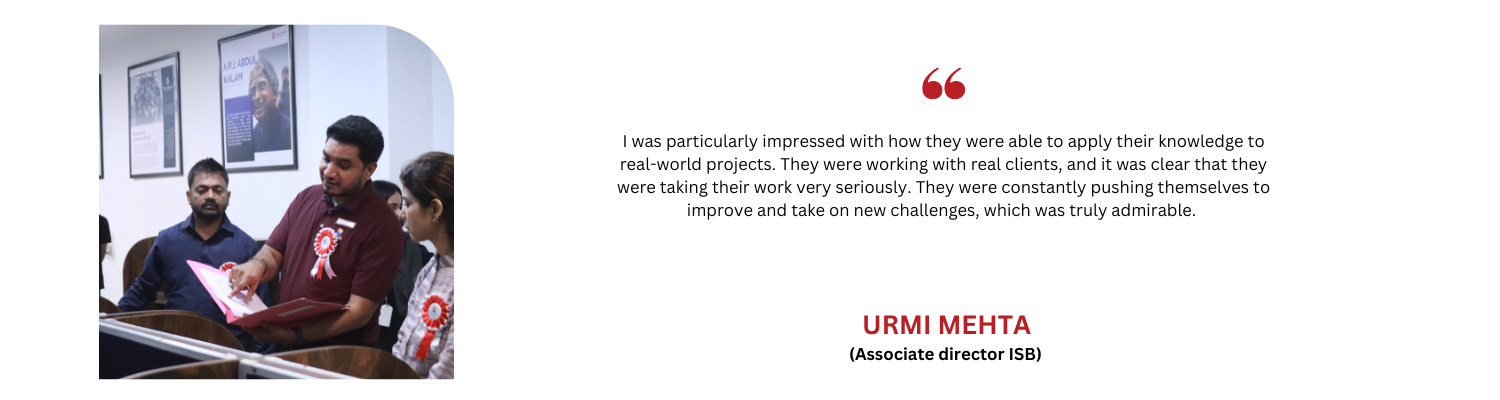 A.P.J. ABDUL
KALAM
“
I was particularly impressed with how they were able to apply their knowledge to
real-world projects. They were working with real clients, and it was clear that they
were taking their work very seriously. They were constantly pushing themselves to
improve and take on new challenges, which was truly admirable.
URMI MEHTA
(Associate director ISB)